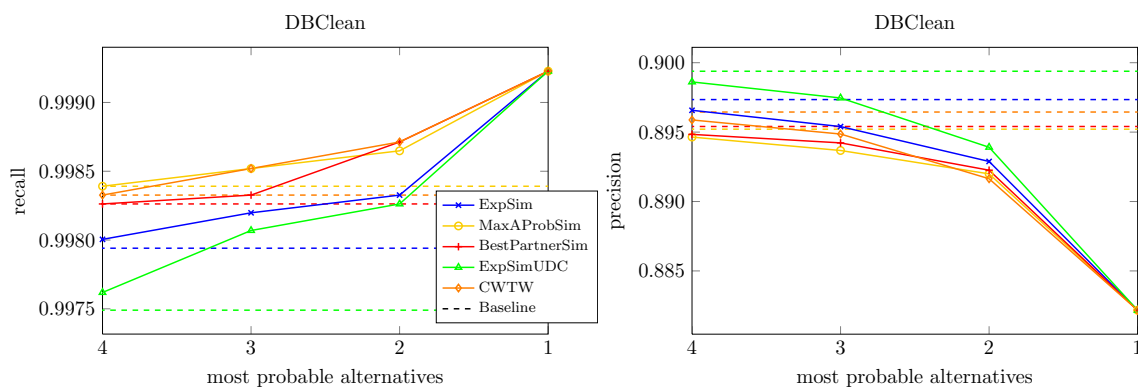 DBClean
recall
0.9990
0.9985
0.9980
0.9975
4
3
2
1
most probable alternatives
ExpSim
MaxAProbSim
BestPartnerSim
ExpSimUDC
CWTW
Baseline
DBClean
precision
0.900
0.895
0.890
0.885
4
3
2
1
most probable alternatives